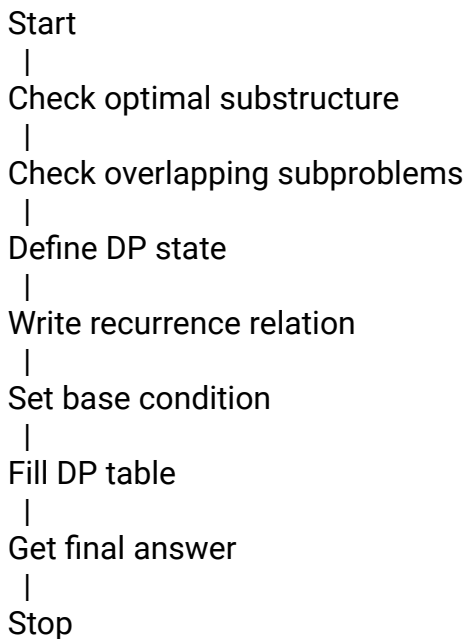 Start
|
Check optimal substructure
|
Check overlapping subproblems
|
Define DP state
|
Write recurrence relation
|
Set base condition
|
Fill DP table
|
Get final answer
|
Stop